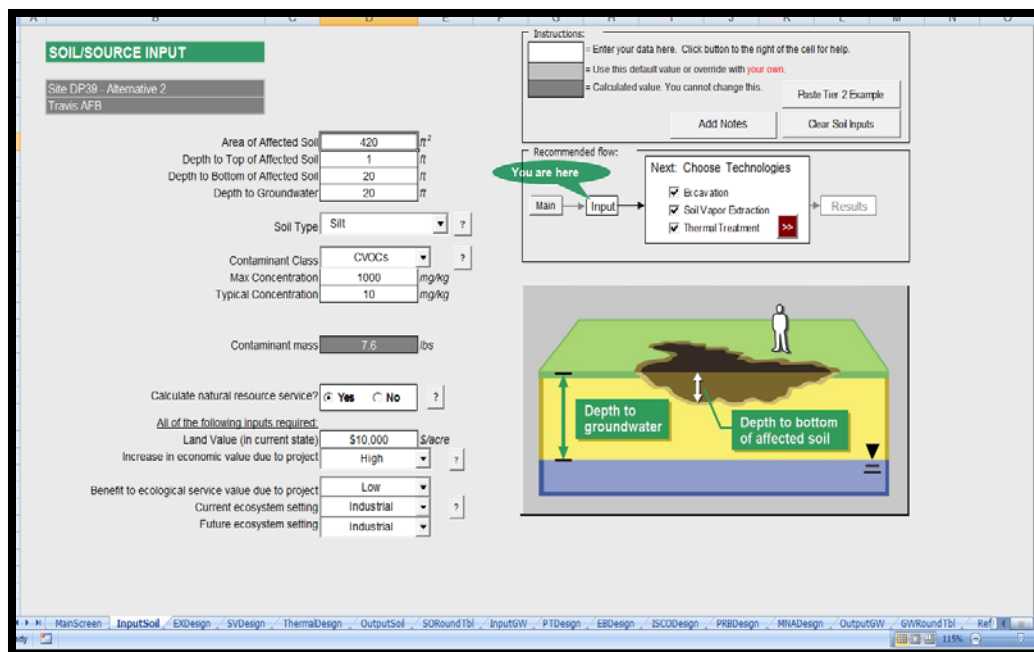 A B C D E F G H I J K L M N O
SOIL/SOURCE INPUT
Site DP39 - Alternative 2
Travis AFB
Area of Affected Soil 420 ft²
Depth to Top of Affected Soil 1 ft
Depth to Bottom of Affected Soil 20 ft
Depth to Groundwater 20 ft
Soil Type Silt ?
Contaminant Class CVOCs ?
Max Concentration 1000 mg/kg
Typical Concentration 10 mg/kg
Contaminant mass 7.6 lbs
Calculate natural resource service? Yes No ?
All of the following inputs required:
Land Value (in current state) $10,000 $/acre
Increase in economic value due to project High ?
Benefit to ecological service value due to project Low
Current ecosystem setting Industrial ?
Future ecosystem setting Industrial
Instructions:
= Enter your data here. Click button to the right of the cell for help.
= Use this default value or override with your own.
= Calculated value. You cannot change this.
Paste Tier 2 Example
Add Notes
Clear Soil Inputs
Recommended flow:
You are here
Main
Input
Next: Choose Technologies
Excavation
Soil Vapor Extraction
Thermal Treatment
>>
Results
Depth to
groundwater
Depth to bottom
of affected soil
MainScreen InputSoil EXDesign SVDesign ThermalDesign OutputSoil SORoundTbl InputGW PTDesign EBDesign ISCODesign PRBDesign MNADesign OutputGW GWRoundTbl Ref
115%